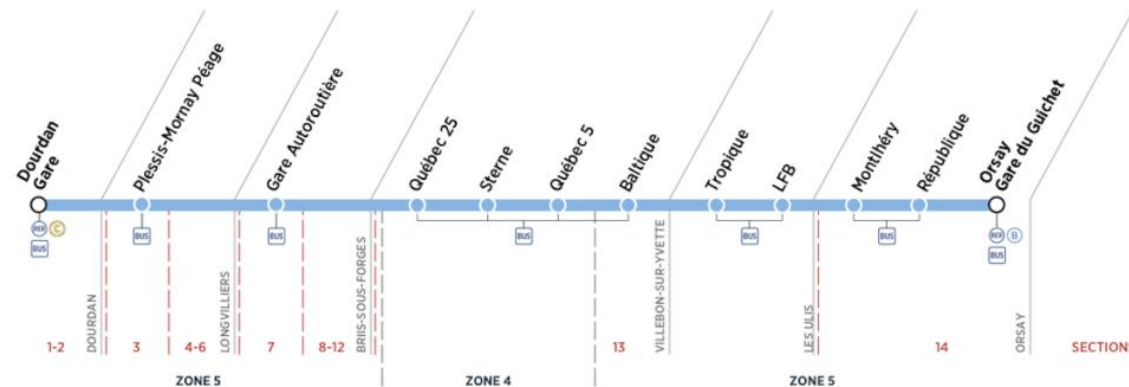 Dourdan
Gare
Plessis-Mornay Péage
Gare Autoroutière
Québec 25
Sterne
Québec 5
Baltique
Tropique
LFB
Montlhéry
République
Orsay
Gare du Guichet
RER C
BUS
BUS
BUS
BUS
BUS
BUS
RER B
BUS
DOURDAN
LONGVILLIERS
BRIIS-SOUS-FORGES
VILLEBON-SUR-YVETTE
LES ULIS
ORSAY
1-2
3
4-6
7
8-12
13
14
SECTION
ZONE 5
ZONE 4
ZONE 5